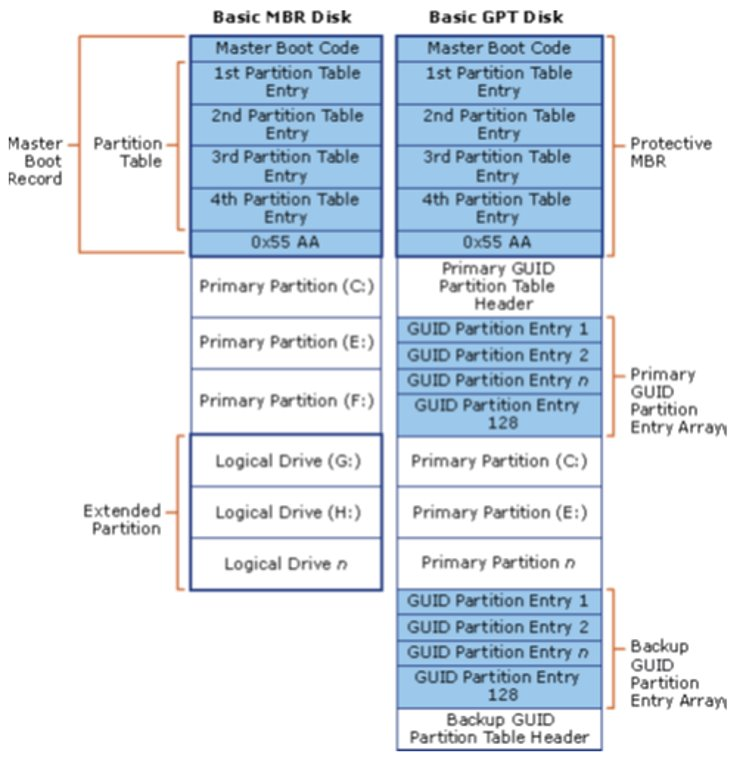 Basic MBR Disk
Basic GPT Disk
Master Boot Code
1st Partition Table
Entry
2nd Partition Table
Entry
3rd Partition Table
Entry
4th Partition Table
Entry
0x55 AA
Master
Boot
Record
Partition
Table
Primary Partition (C:)
Primary Partition (E:)
Primary Partition (F:)
Logical Drive (G:)
Logical Drive (H:)
Logical Drive n
Extended
Partition
Master Boot Code
1st Partition Table
Entry
2nd Partition Table
Entry
3rd Partition Table
Entry
4th Partition Table
Entry
0x55 AA
Protective
MBR
Primary GUID
Partition Table
Header
GUID Partition Entry 1
GUID Partition Entry 2
GUID Partition Entry n
GUID Partition Entry
128
Primary
GUID
Partition
Entry Array
Primary Partition (C:)
Primary Partition (E:)
Primary Partition n
GUID Partition Entry 1
GUID Partition Entry 2
GUID Partition Entry n
GUID Partition Entry
128
Backup
GUID
Partition
Entry Array
Backup GUID
Partition Table Header